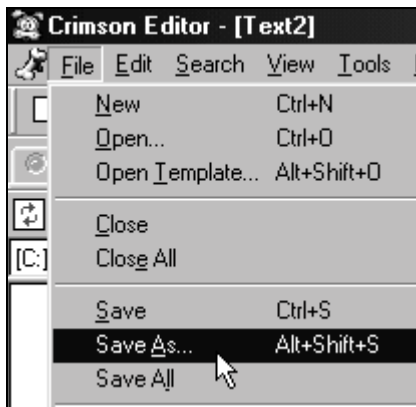 Crimson Editor - [Text2]
File Edit Search View Tools
New Ctrl+N
Open... Ctrl+O
Open Template... Alt+Shift+O
Close
Close All
[C:]
Save Ctrl+S
Save As... Alt+Shift+S
Save All